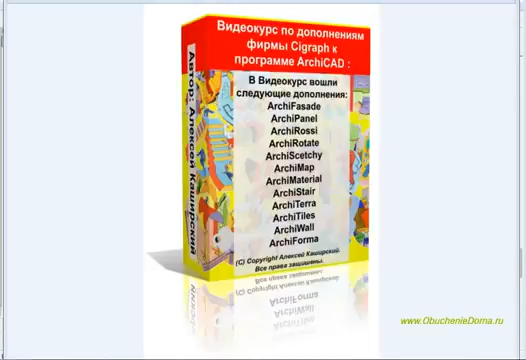 Видеокурс по дополнениям
фирмы Cigraph к
программе ArchiCAD :
В Видеокурс вошли
следующие дополнения:
ArchiFasade
ArchiPanel
ArchiRossi
ArchiRotate
ArchiScetchy
ArchiMap
ArchiMaterial
ArchiStair
ArchiTerra
ArchiTiles
ArchiWall
ArchiForma
(C) Copyright Алексей Каширский.
Все права защищены.
Автор: Алексей Каширский
www.ObuchenieDoma.ru